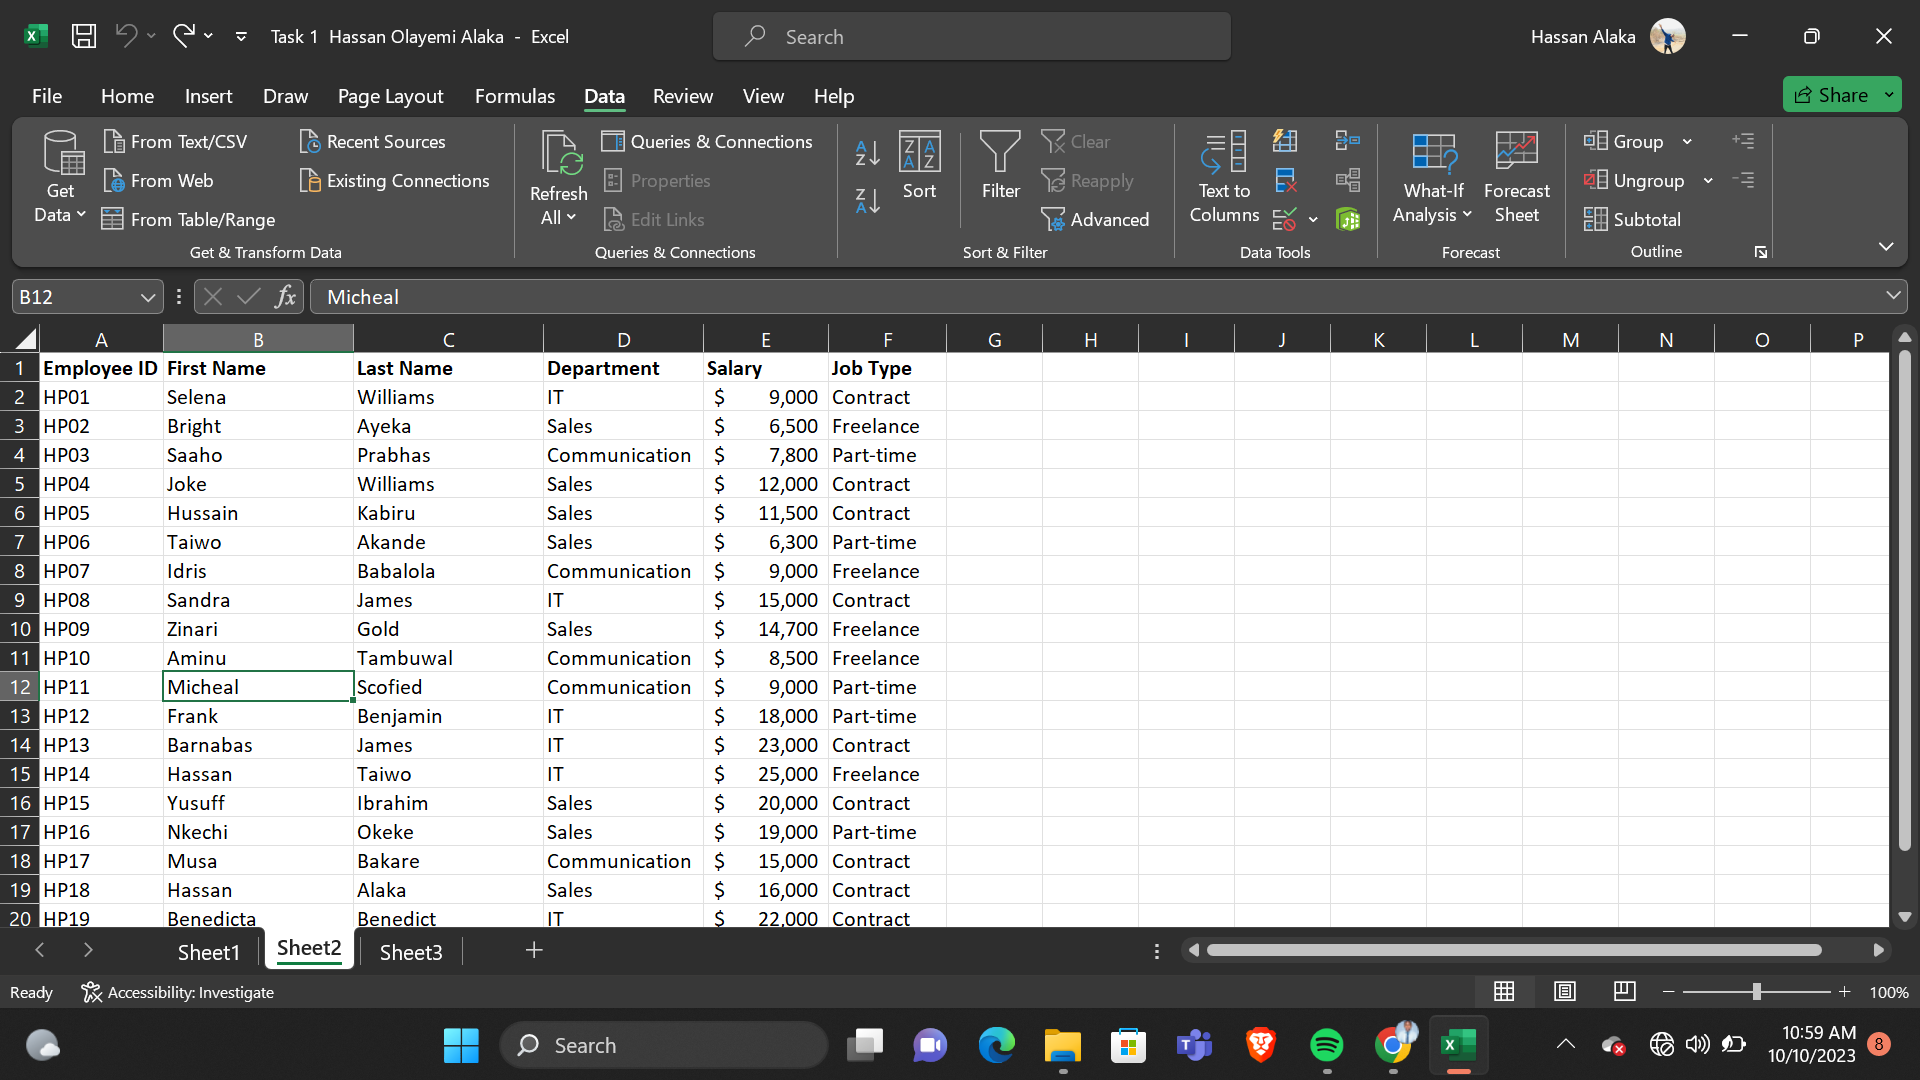 Task 1  Hassan Olayemi Alaka  -  Excel
Search
Hassan Alaka
File Home Insert Draw Page Layout Formulas Data Review View Help
Share
Get Data
From Text/CSV
From Web
From Table/Range
Recent Sources
Existing Connections
Get & Transform Data
Refresh All
Queries & Connections
Properties
Edit Links
Queries & Connections
Sort
Filter
Clear
Reapply
Advanced
Sort & Filter
Text to Columns
Data Tools
What-If Analysis
Forecast Sheet
Forecast
Group
Ungroup
Subtotal
Outline
B12
fx
Micheal
A B C D E F G H I J K L M N O P
1 Employee ID First Name Last Name Department Salary Job Type
2 HP01 Selena Williams IT $ 9,000 Contract
3 HP02 Bright Ayeka Sales $ 6,500 Freelance
4 HP03 Saaho Prabhas Communication $ 7,800 Part-time
5 HP04 Joke Williams Sales $ 12,000 Contract
6 HP05 Hussain Kabiru Sales $ 11,500 Contract
7 HP06 Taiwo Akande Sales $ 6,300 Part-time
8 HP07 Idris Babalola Communication $ 9,000 Freelance
9 HP08 Sandra James IT $ 15,000 Contract
10 HP09 Zinari Gold Sales $ 14,700 Freelance
11 HP10 Aminu Tambuwal Communication $ 8,500 Freelance
12 HP11 Micheal Scofied Communication $ 9,000 Part-time
13 HP12 Frank Benjamin IT $ 18,000 Part-time
14 HP13 Barnabas James IT $ 23,000 Contract
15 HP14 Hassan Taiwo IT $ 25,000 Freelance
16 HP15 Yusuff Ibrahim Sales $ 20,000 Contract
17 HP16 Nkechi Okeke Sales $ 19,000 Part-time
18 HP17 Musa Bakare Communication $ 15,000 Contract
19 HP18 Hassan Alaka Sales $ 16,000 Contract
20 HP19 Benedicta Benedict IT $ 22,000 Contract
Sheet1 Sheet2 Sheet3
Ready
Accessibility: Investigate
100%
Search
10:59 AM
10/10/2023
8